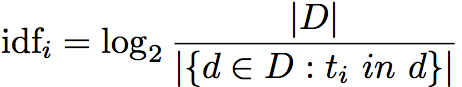 idf_i = log_2 |D| / |{d ∈ D : t_i in d}|